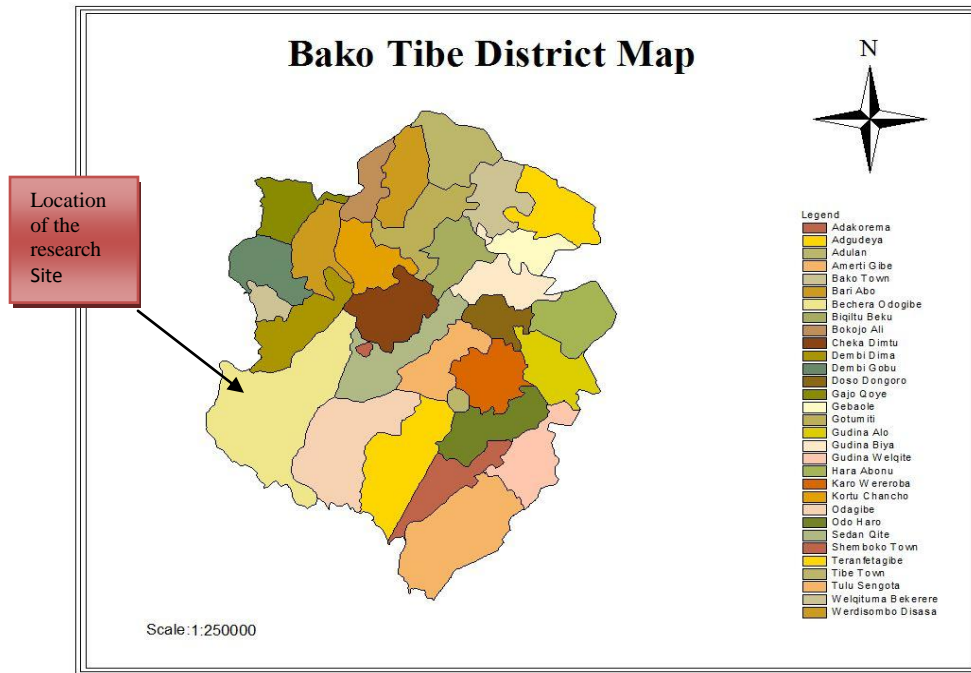 Bako Tibe District Map
N
Location
of the
research
Site
Legend
Adakorema
Adgudeya
Adulan
Amerti Gibe
Bako Town
Bari Abo
Bechera Odogibe
Biqiltu Beku
Bokojo Ali
Cheka Dimtu
Dembi Dima
Dembi Gobu
Doso Dongoro
Gajo Qoye
Gebaole
Gotumiti
Gudina Alo
Gudina Biya
Gudina Welqite
Hara Abonu
Karo Wereroba
Kortu Chancho
Odagibe
Odo Haro
Sedan Qite
Shemboko Town
Teranfetagibe
Tibe Town
Tulu Sengota
Welqituma Bekerere
Werdisombo Disasa
Scale:1:250000